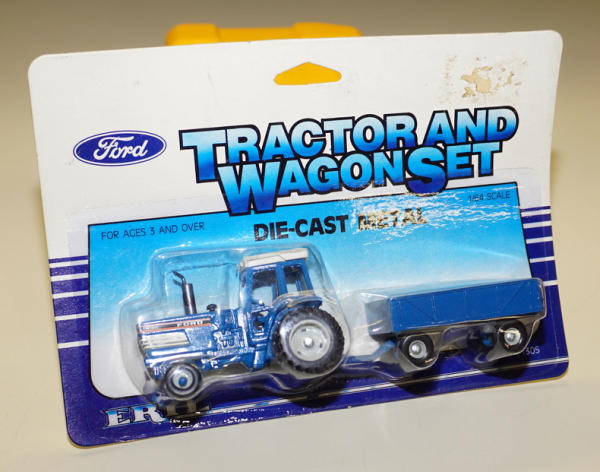 Ford
TRACTOR AND
WAGON SET
FOR AGES 3 AND OVER
DIE-CAST METAL
1/64 SCALE
FORD